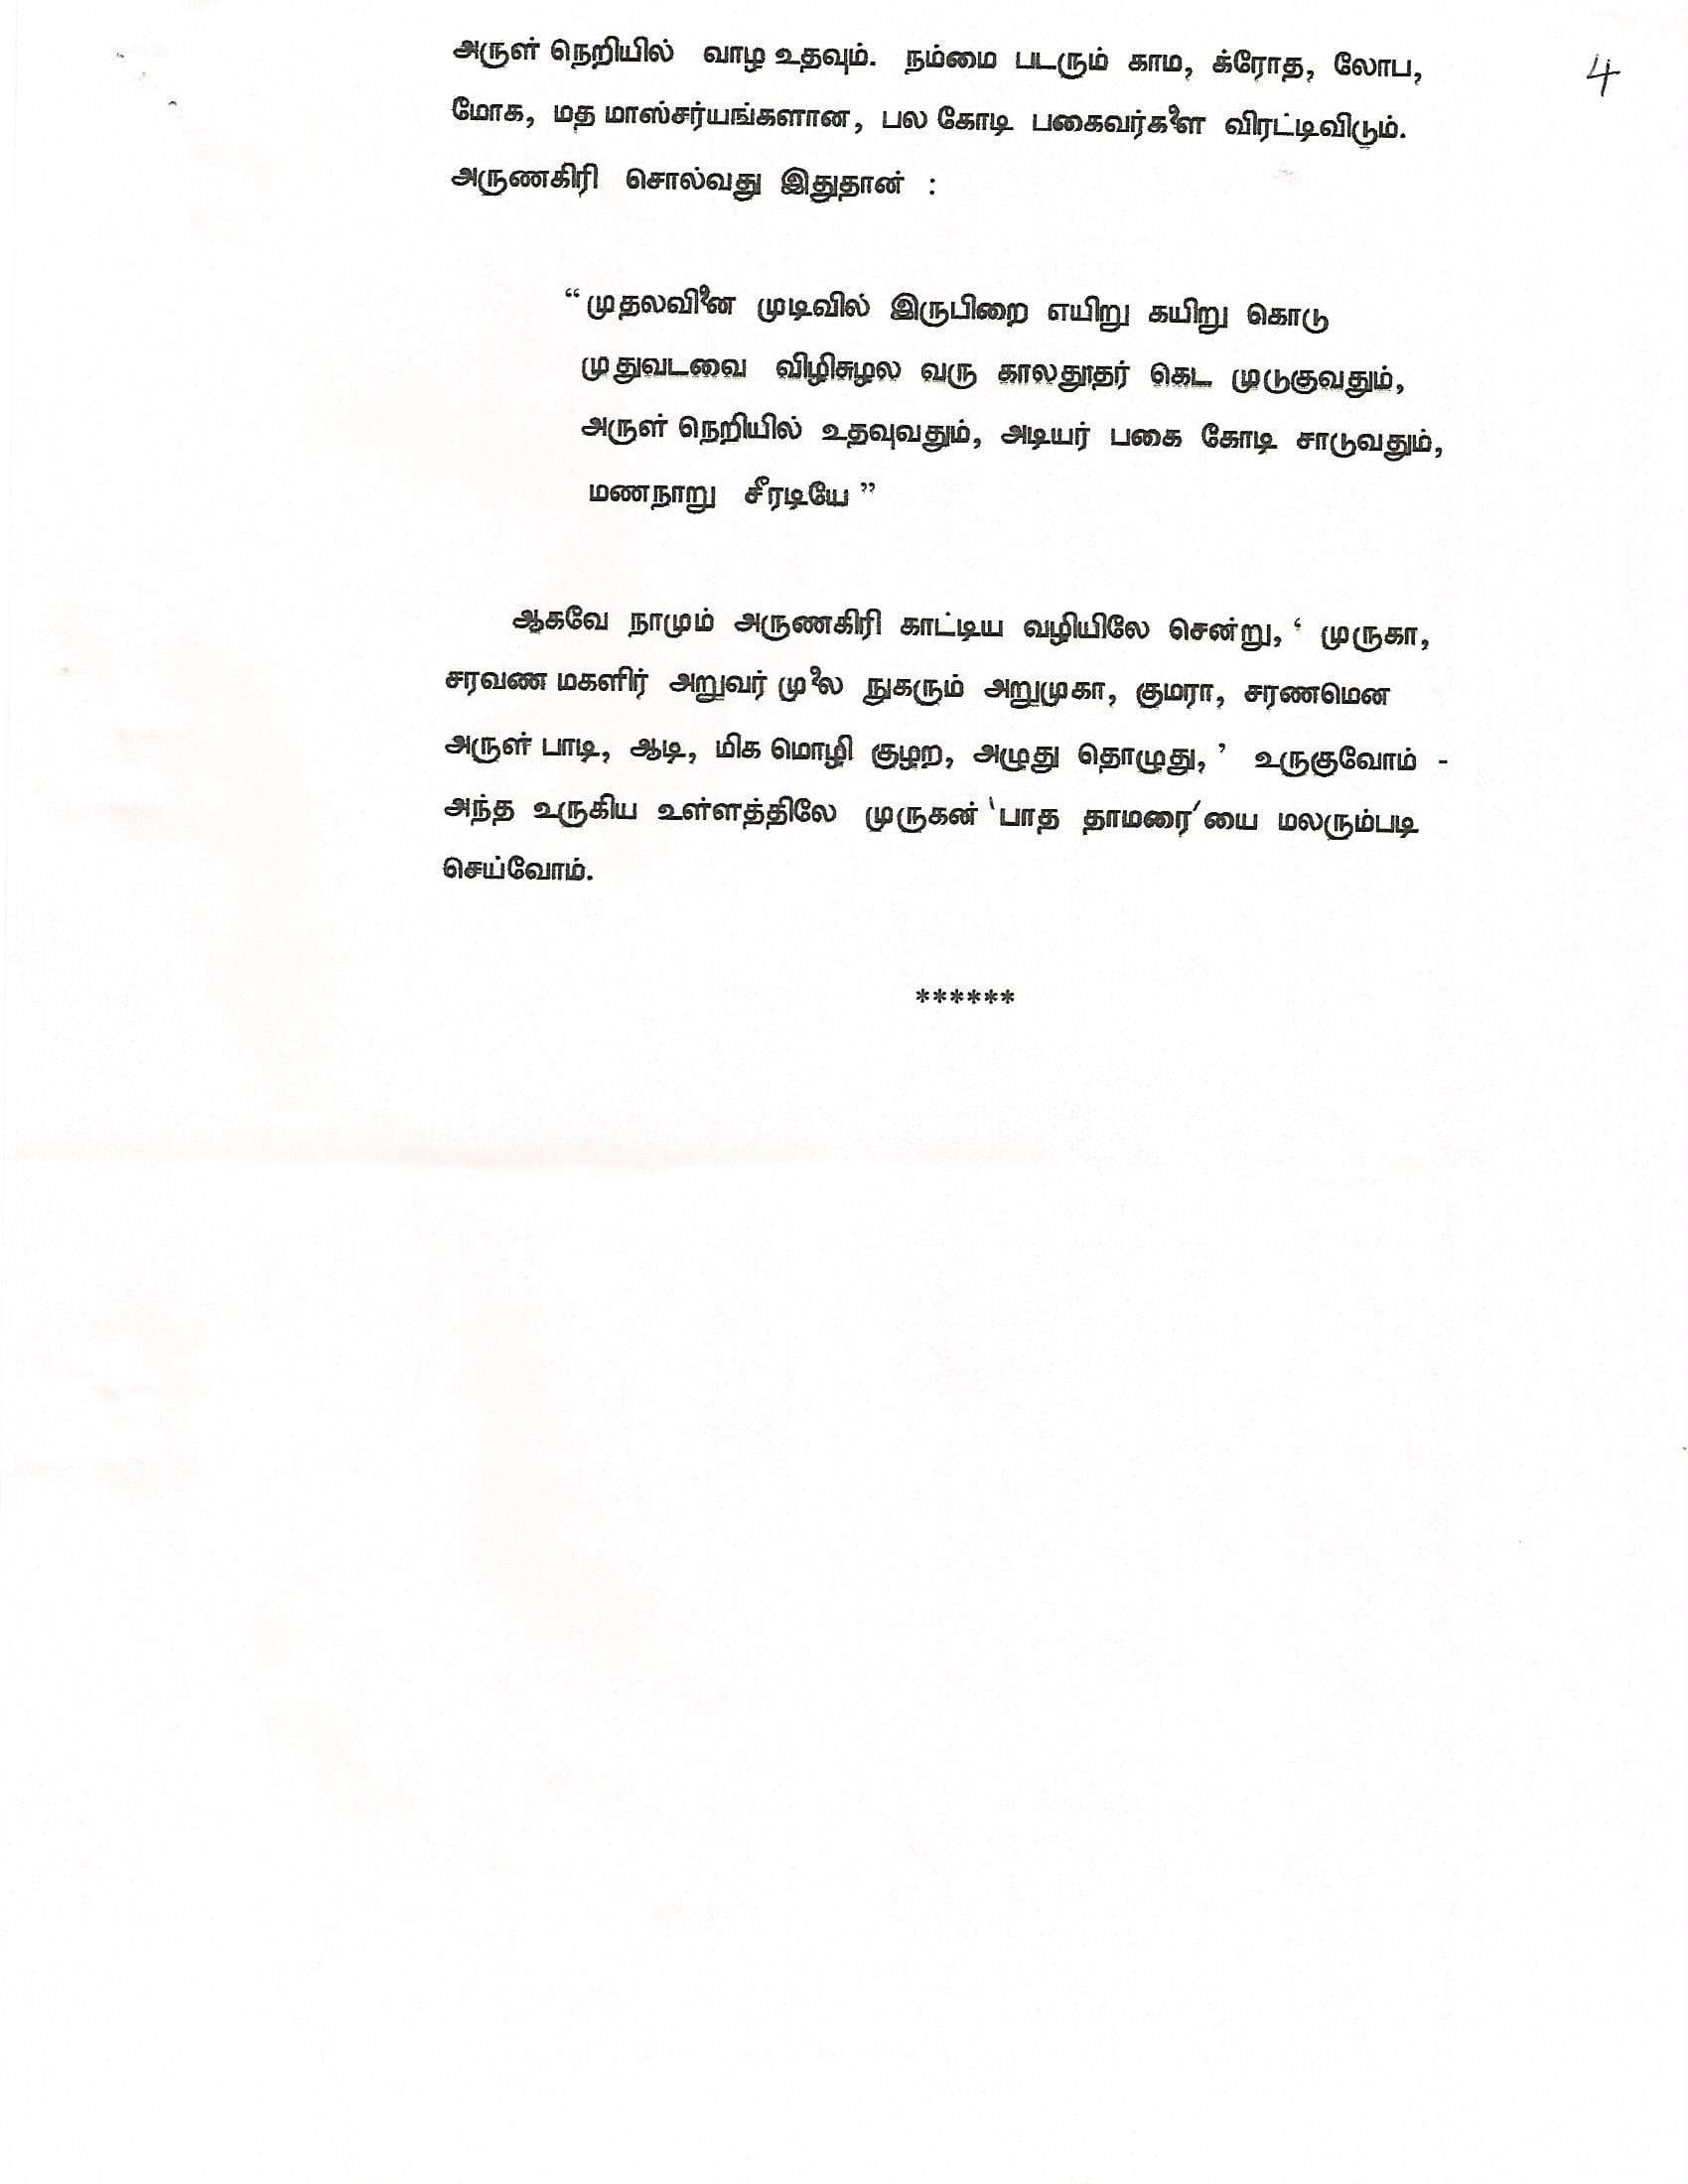 4
அருள் நெறியில் வாழ உதவும். நம்மை படரும் காம, க்ரோத, லோப,
மோக, மத மாஸ்சர்யங்களான, பல கோடி பகைவர்களை விரட்டிவிடும்.
அருணகிரி சொல்வது இதுதான் :
“ முதலவினை முடிவில் இருபிறை எயிறு கயிறு கொடு
முதுவடவை விழிசுழல வரு காலதூதர் கெட முடுகுவதும்,
அருள் நெறியில் உதவுவதும், அடியர் பகை கோடி சாடுவதும்,
மணநாறு சீரடியே ”
ஆகவே நாமும் அருணகிரி காட்டிய வழியிலே சென்று, ‘ முருகா,
சரவண மகளிர் அறுவர் முலை நுகரும் அறுமுகா, குமரா, சரணமென
அருள் பாடி, ஆடி, மிக மொழி குழற, அழுது தொழுது, ’ உருகுவோம் -
அந்த உருகிய உள்ளத்திலே முருகன் ‘பாத தாமரை’யை மலரும்படி
செய்வோம்.
******